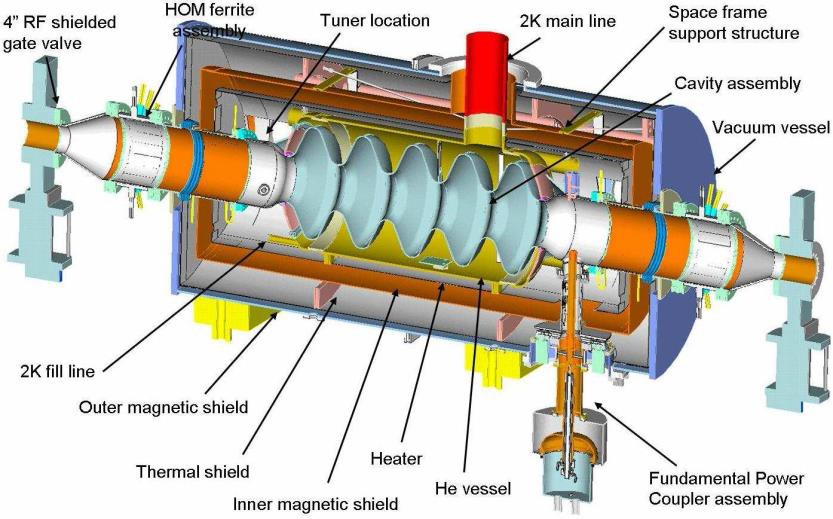 4” RF shielded
gate valve
HOM ferrite
assembly
Tuner location
2K main line
Space frame
support structure
Cavity assembly
Vacuum vessel
2K fill line
Outer magnetic shield
Thermal shield
Inner magnetic shield
Heater
He vessel
Fundamental Power
Coupler assembly